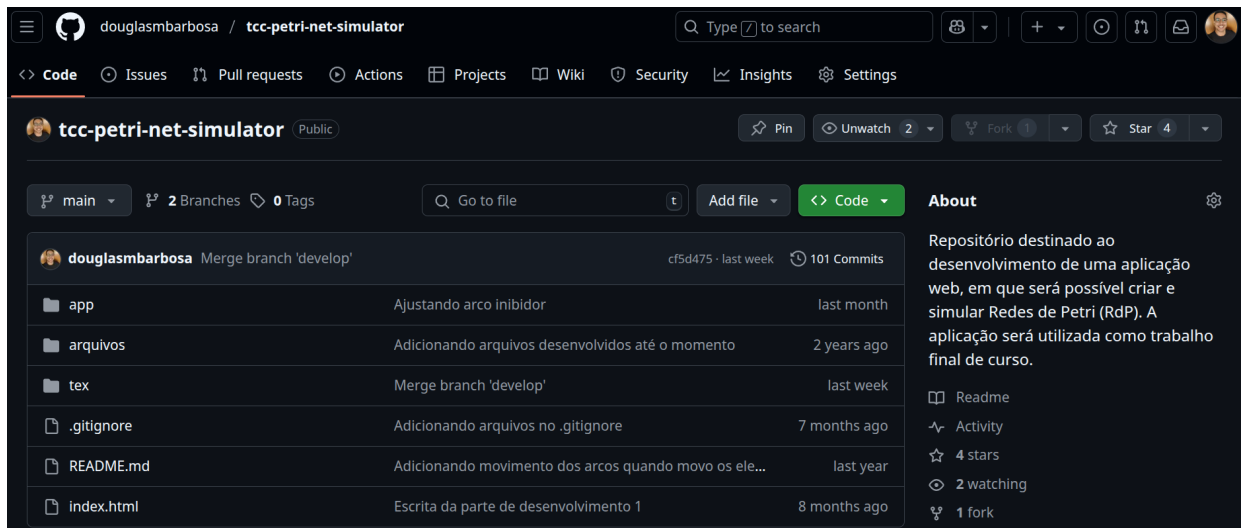 douglasmbarbosa / tcc-petri-net-simulator
Type / to search
Code Issues Pull requests Actions Projects Wiki Security Insights Settings
tcc-petri-net-simulator Public
Pin Unwatch 2 Fork 1 Star 4
main 2 Branches 0 Tags Go to file t Add file <> Code
douglasmbarbosa Merge branch 'develop' cf5d475 · last week 101 Commits
app Ajustando arco inibidor last month
arquivos Adicionando arquivos desenvolvidos até o momento 2 years ago
tex Merge branch 'develop' last week
.gitignore Adicionando arquivos no .gitignore 7 months ago
README.md Adicionando movimento dos arcos quando movo os ele... last year
index.html Escrita da parte de desenvolvimento 1 8 months ago
About
Repositório destinado ao
desenvolvimento de uma aplicação
web, em que será possível criar e
simular Redes de Petri (RdP). A
aplicação será utilizada como trabalho
final de curso.
Readme
Activity
4 stars
2 watching
1 fork